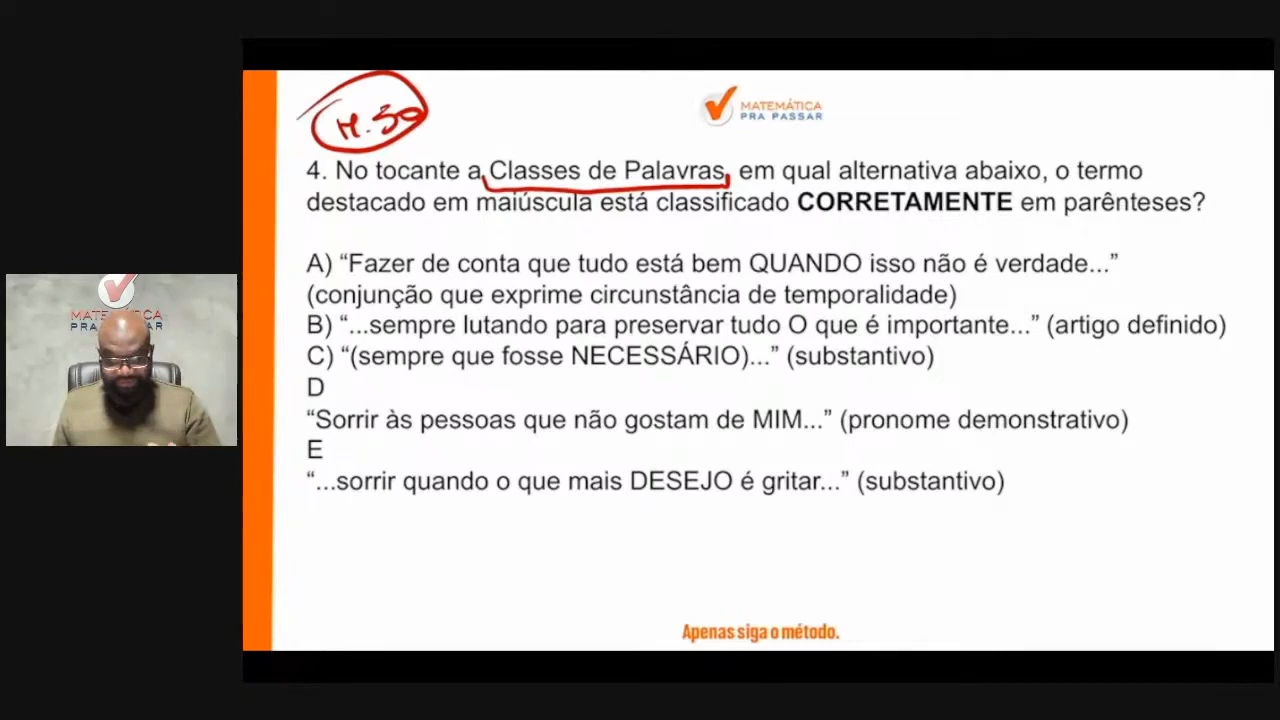 MATEMÁTICA
PRA PASSAR
4. No tocante a Classes de Palavras, em qual alternativa abaixo, o termo
destacado em maiúscula está classificado CORRETAMENTE em parênteses?
A) “Fazer de conta que tudo está bem QUANDO isso não é verdade...”
(conjunção que exprime circunstância de temporalidade)
B) “...sempre lutando para preservar tudo O que é importante...” (artigo definido)
C) “(sempre que fosse NECESSÁRIO)...” (substantivo)
D
“Sorrir às pessoas que não gostam de MIM...” (pronome demonstrativo)
E
“...sorrir quando o que mais DESEJO é gritar...” (substantivo)
Apenas siga o método.